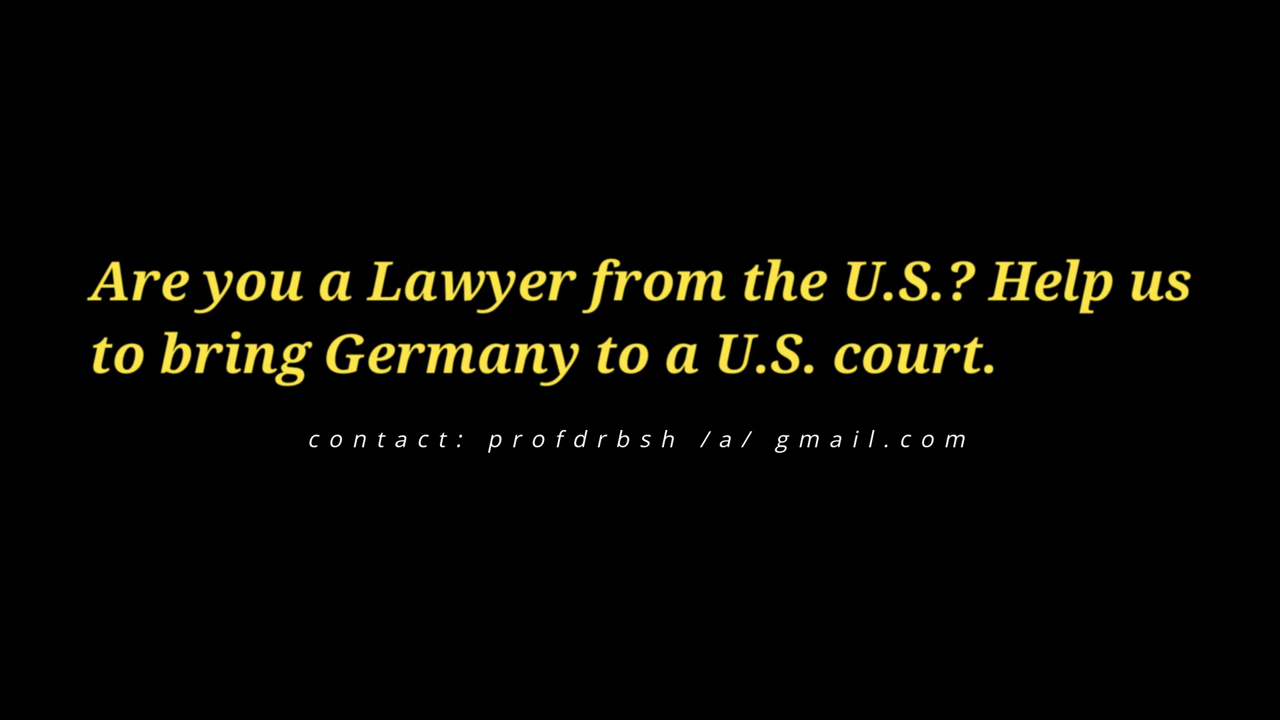 Are you a Lawyer from the U.S.? Help us
to bring Germany to a U.S. court.
contact: profdrbsh /a/ gmail.com